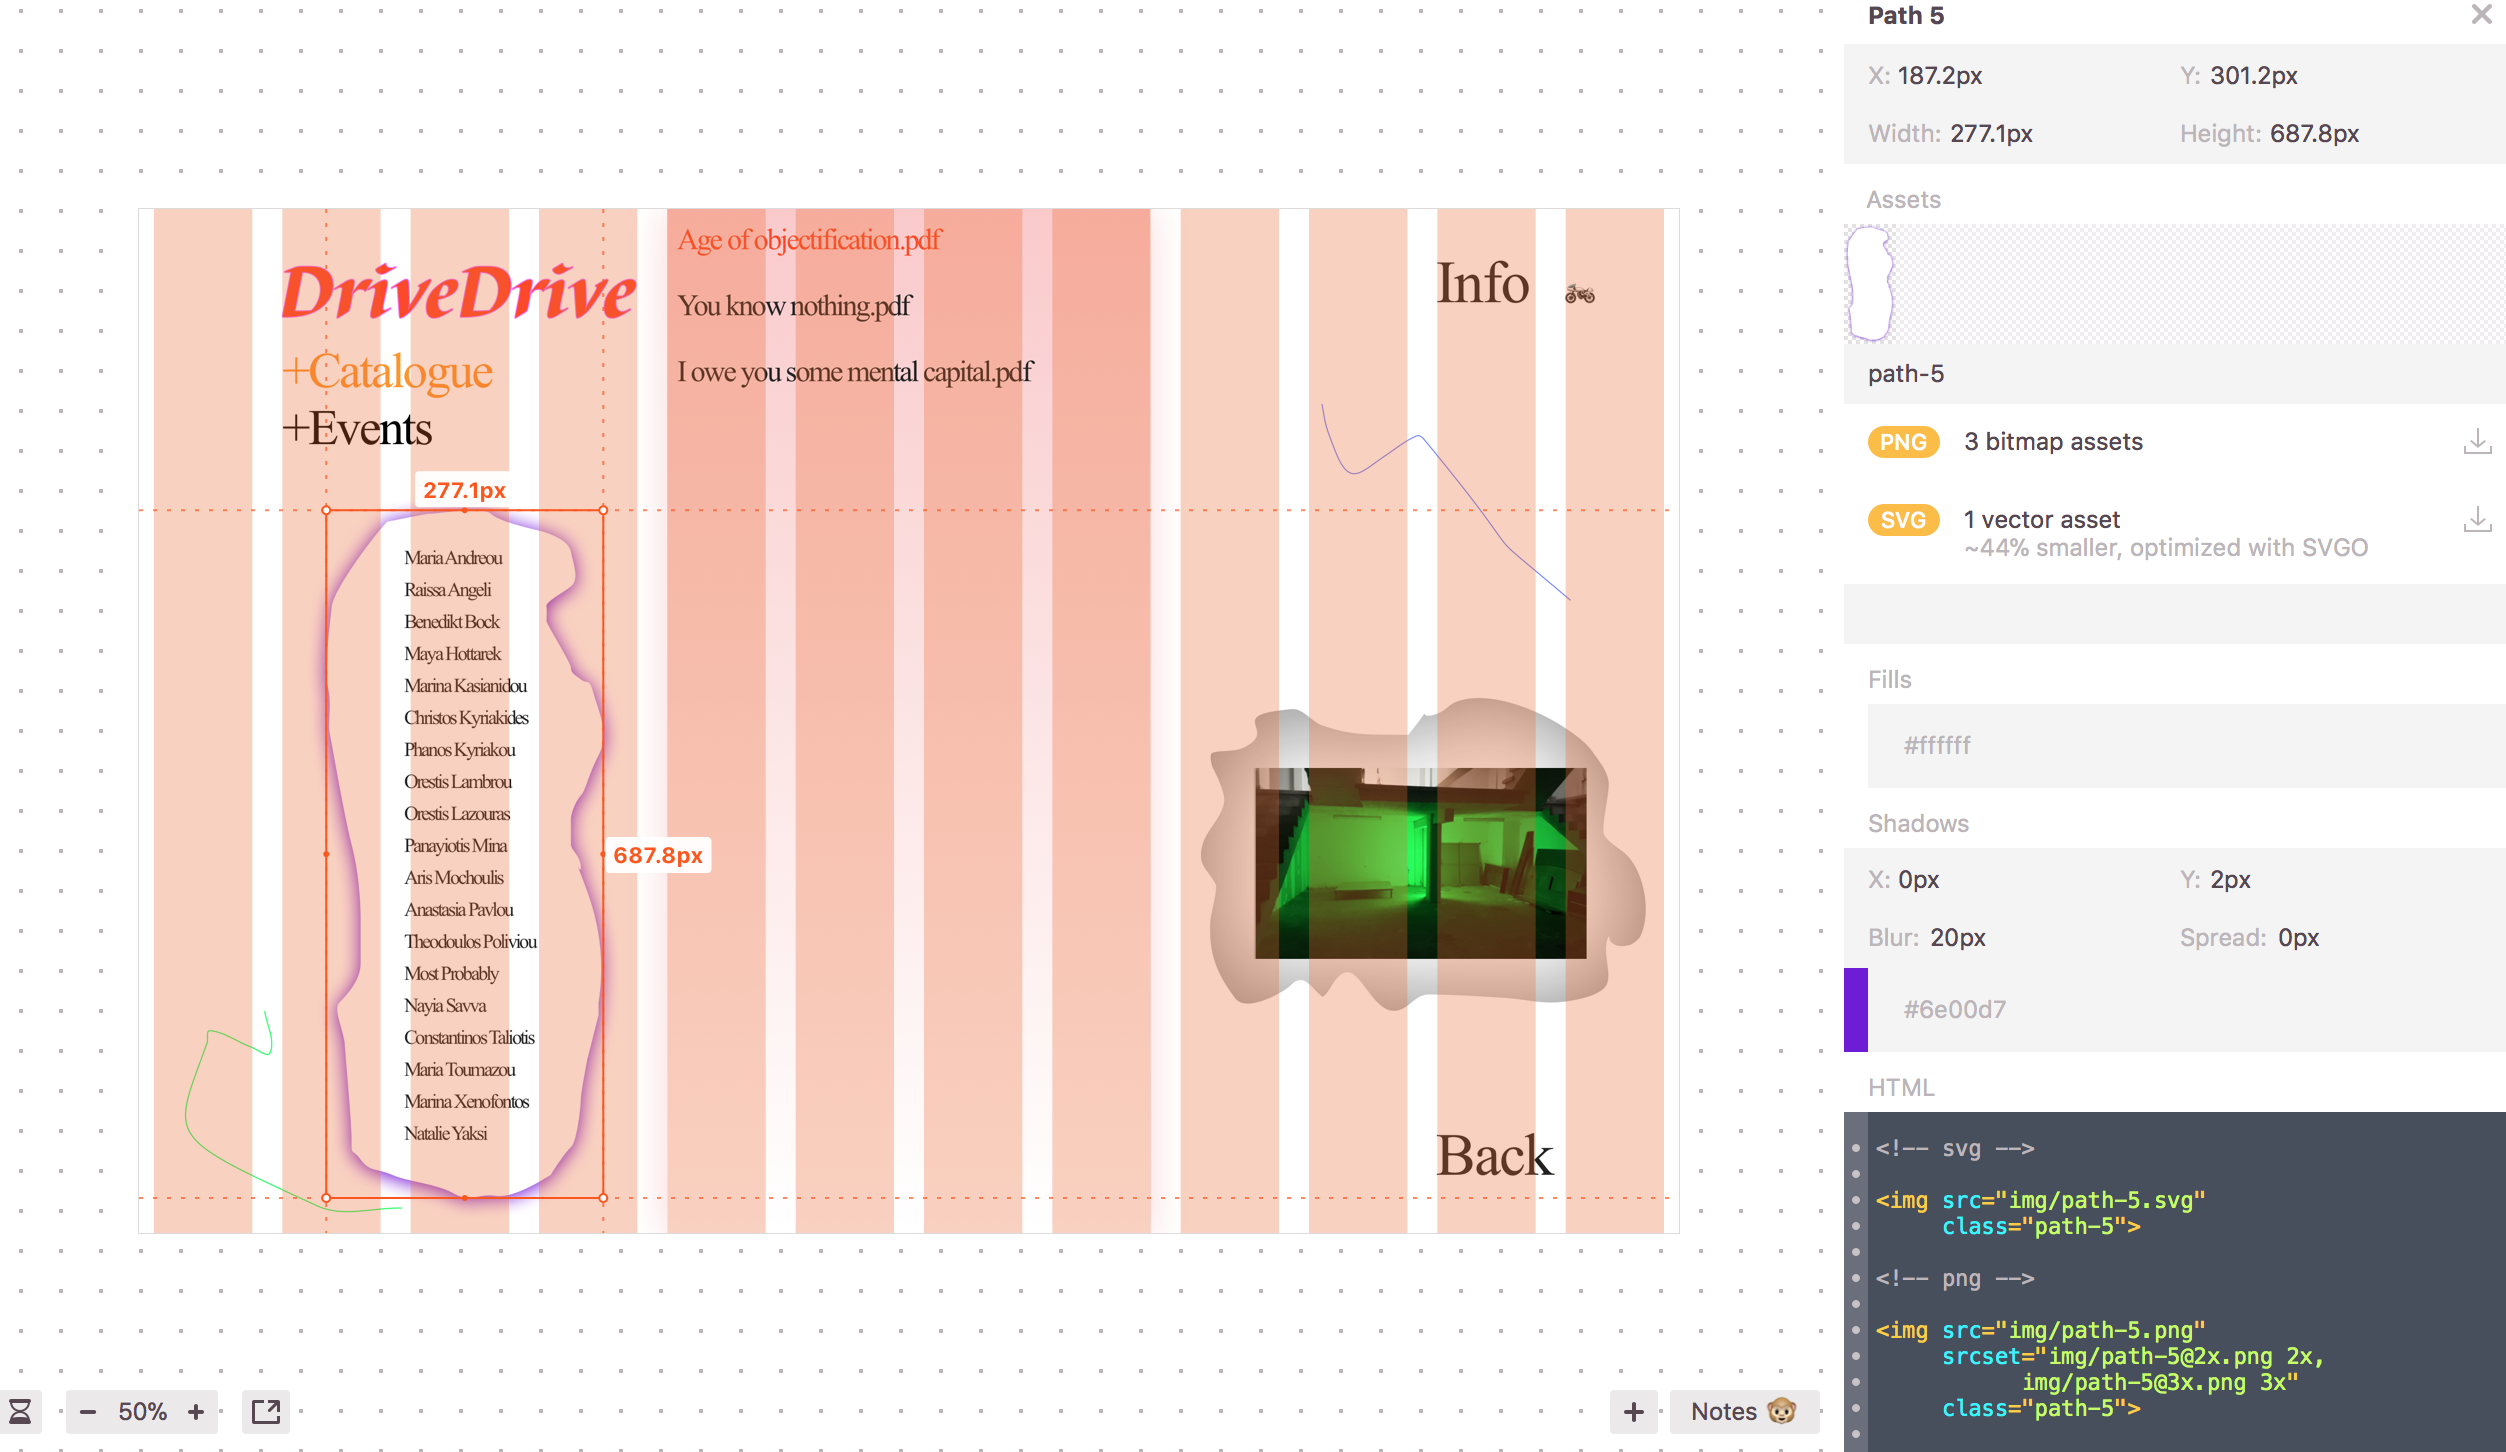 DriveDrive
+Catalogue
+Events
277.1px
Maria Andreou
Raissa Angeli
Benedikt Bock
Maya Hottarek
Marina Kasianidou
Christos Kyriakides
Phanos Kyriakou
Orestis Lambrou
Orestis Lazouras
Panayiotis Mina
Aris Mochoulis
Anastasia Pavlou
Theodoulos Poliviou
Most Probably
Nayia Savva
Constantinos Taliotis
Maria Toumazou
Marina Xenofontos
Natalie Yaksi
687.8px
Age of objectification.pdf
You know nothing.pdf
I owe you some mental capital.pdf
Info
Back
50%
Notes
Path 5
X: 187.2px
Y: 301.2px
Width: 277.1px
Height: 687.8px
Assets
path-5
PNG 3 bitmap assets
SVG 1 vector asset
~44% smaller, optimized with SVGO
Fills
#ffffff
Shadows
X: 0px
Y: 2px
Blur: 20px
Spread: 0px
#6e00d7
HTML
<!-- svg -->
<img src="img/path-5.svg"
class="path-5">
<!-- png -->
<img src="img/path-5.png"
srcset="img/path-5@2x.png 2x,
img/path-5@3x.png 3x"
class="path-5">